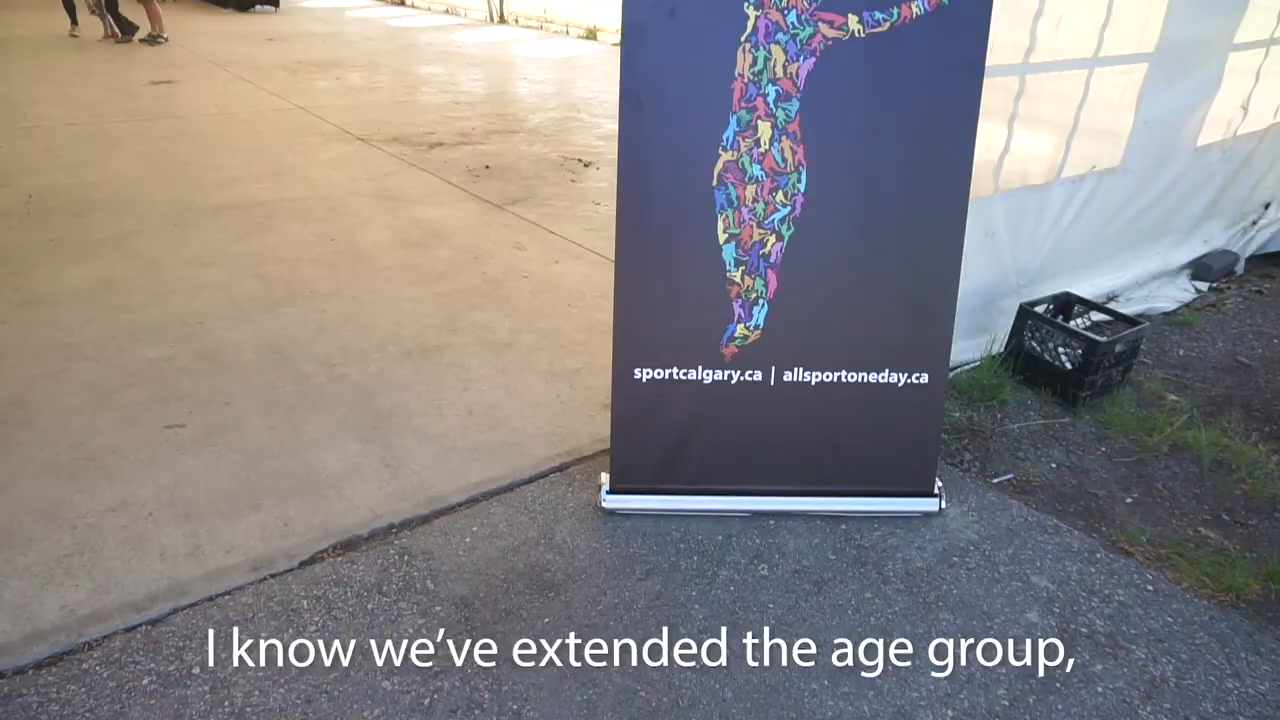 sportcalgary.ca | allsportoneday.ca
I know we've extended the age group,